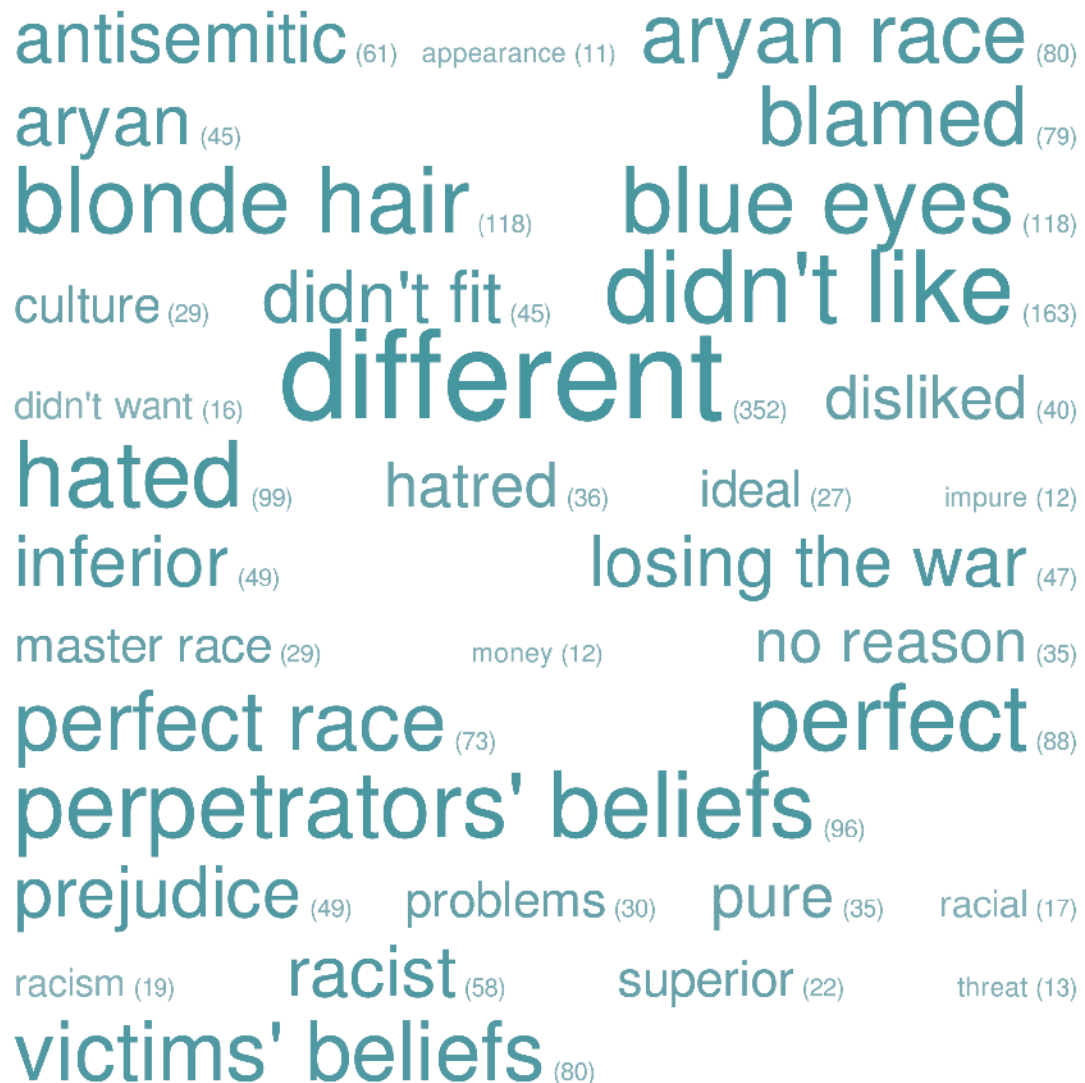 antisemitic (61) appearance (11) aryan race (80)
aryan (45) blamed (79)
blonde hair (118) blue eyes (118)
culture (29) didn't fit (45) didn't like (163)
didn't want (16) different (352) disliked (40)
hated (99) hatred (36) ideal (27) impure (12)
inferior (49) losing the war (47)
master race (29) money (12) no reason (35)
perfect race (73) perfect (88)
perpetrators' beliefs (96)
prejudice (49) problems (30) pure (35) racial (17)
racism (19) racist (58) superior (22) threat (13)
victims' beliefs (80)